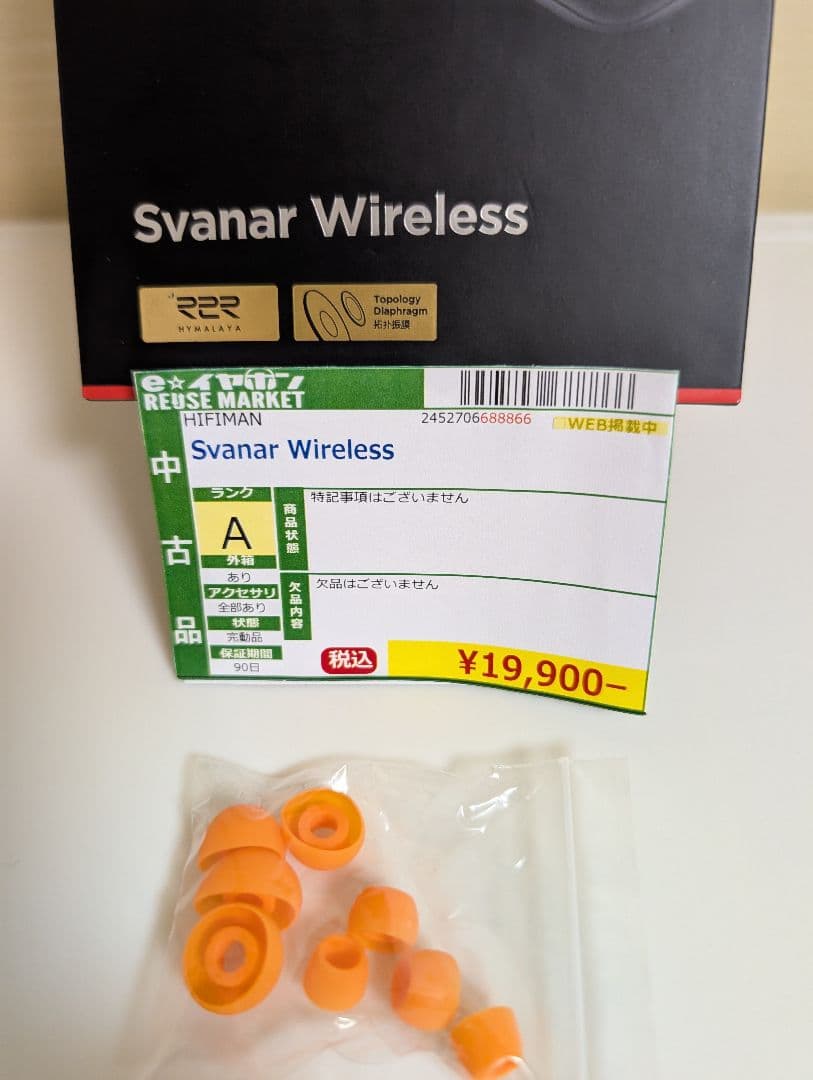 Svanar Wireless
R2R
HYMALAYA
Topology
Diaphragm
拓扑振膜
e☆イヤホン
REUSE MARKET
HIFIMAN
2452706688866
WEB掲載中
Svanar Wireless
中古品
ランク
A
外箱
あり
アクセサリ
全部あり
状態
完動品
保証期間
90日
商品状態
特記事項はございません
欠品内容
欠品はございません
税込
¥19,900−